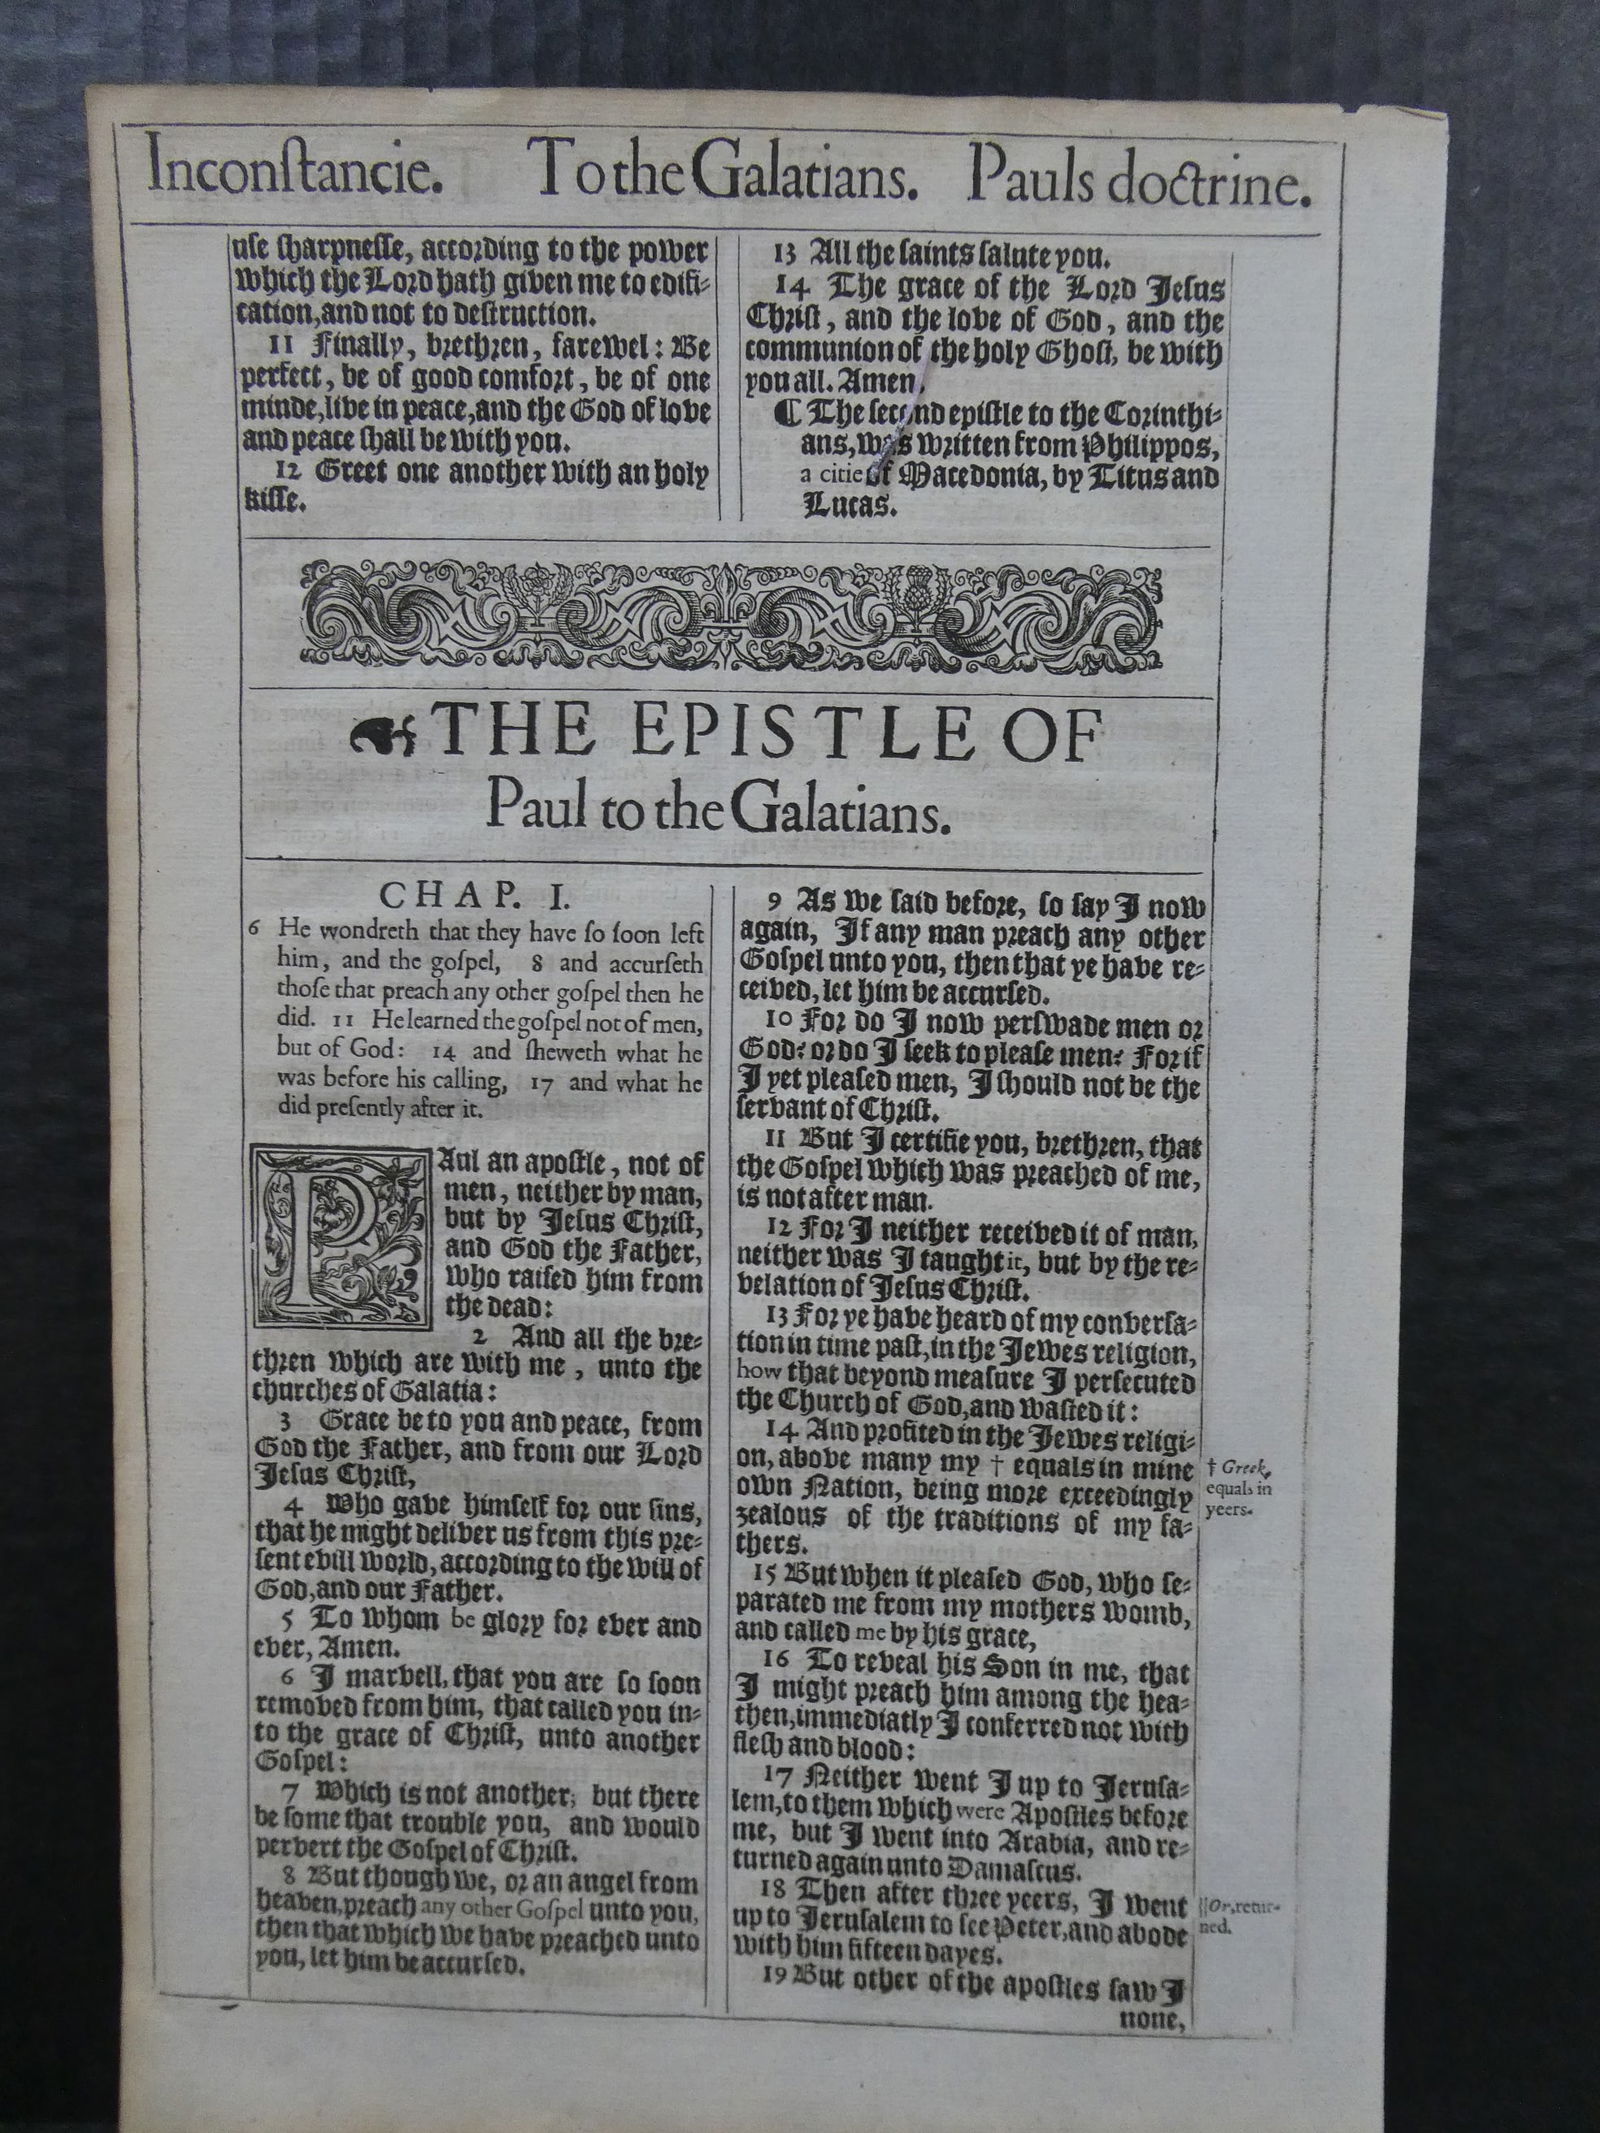 Inconſtancie. To the Galatians. Pauls doctrine.
uſe ſharpneſſe, according to the power
which the Lord hath given me to edifi-
cation, and not to deſtruction.
11 Finally, brethren, farewel: Be
perfect, be of good comfort, be of one
minde, live in peace, and the God of love
and peace ſhall be with you.
12 Greet one another with an holy
kiſſe.
13 All the ſaints ſalute you.
14 The grace of the Lord Jeſus
Chriſt, and the love of God, and the
communion of the holy Ghoſt, be with
you all. Amen.
¶ The ſecond epiſtle to the Corinthi-
ans, was written from Philippos,
a citie of Macedonia, by Titus and
Lucas.
THE EPISTLE OF
Paul to the Galatians.
CHAP. I.
6 He wondreth that they have ſo ſoon left
him, and the goſpel, 8 and accurſeth
thoſe that preach any other goſpel then he
did. 11 He learned the goſpel not of men,
but of God: 14 and ſheweth what he
was before his calling, 17 and what he
did preſently after it.
PAul an apoſtle, not of
men, neither by man,
but by Jeſus Chriſt,
and God the Father,
who raiſed him from
the dead:
2 And all the bre-
thren which are with me, unto the
churches of Galatia:
3 Grace be to you and peace, from
God the Father, and from our Lord
Jeſus Chriſt,
4 Who gave himſelf for our ſins,
that he might deliver us from this pre-
ſent evill world, according to the will of
God, and our Father.
5 To whom be glory for ever and
ever, Amen.
6 I marvell, that you are ſo ſoon
removed from him, that called you in-
to the grace of Chriſt, unto another
Goſpel:
7 Which is not another; but there
be ſome that trouble you, and would
pervert the Goſpel of Chriſt.
8 But though we, or an angel from
heaven, preach any other Goſpel unto you,
then that which we have preached unto
you, let him be accurſed.
9 As we ſaid before, ſo ſay I now
again, If any man preach any other
Goſpel unto you, then that ye have re-
ceived, let him be accurſed.
10 For do I now perſwade men or
God? or do I ſeek to pleaſe men? For if
I yet pleaſed men, I ſhould not be the
ſervant of Chriſt.
11 But I certifie you, brethren, that
the Goſpel which was preached of me,
is not after man.
12 For I neither received it of man,
neither was I taught it, but by the re-
velation of Jeſus Chriſt.
13 For ye have heard of my converſa-
tion in time paſt, in the Jewes religion,
how that beyond meaſure I perſecuted
the Church of God, and waſted it:
14 And profited in the Jewes religi-
on, above many my † equals in mine
own Nation, being more exceedingly
zealous of the traditions of my fa-
thers.
† Greek,
equals in
yeers.
15 But when it pleaſed God, who ſe-
parated me from my mothers womb,
and called me by his grace,
16 To reveal his Son in me, that
I might preach him among the hea-
then, immediatly I conferred not with
fleſh and blood:
17 Neither went I up to Jeruſa-
lem, to them which were Apoſtles before
me, but I went into Arabia, and re-
turned again unto Damaſcus.
18 Then after three yeers, I went
up to Jeruſalem to ſee Peter, and abode
with him fifteen dayes.
|| Or, retur-
ned.
19 But other of the apoſtles ſaw I
none,